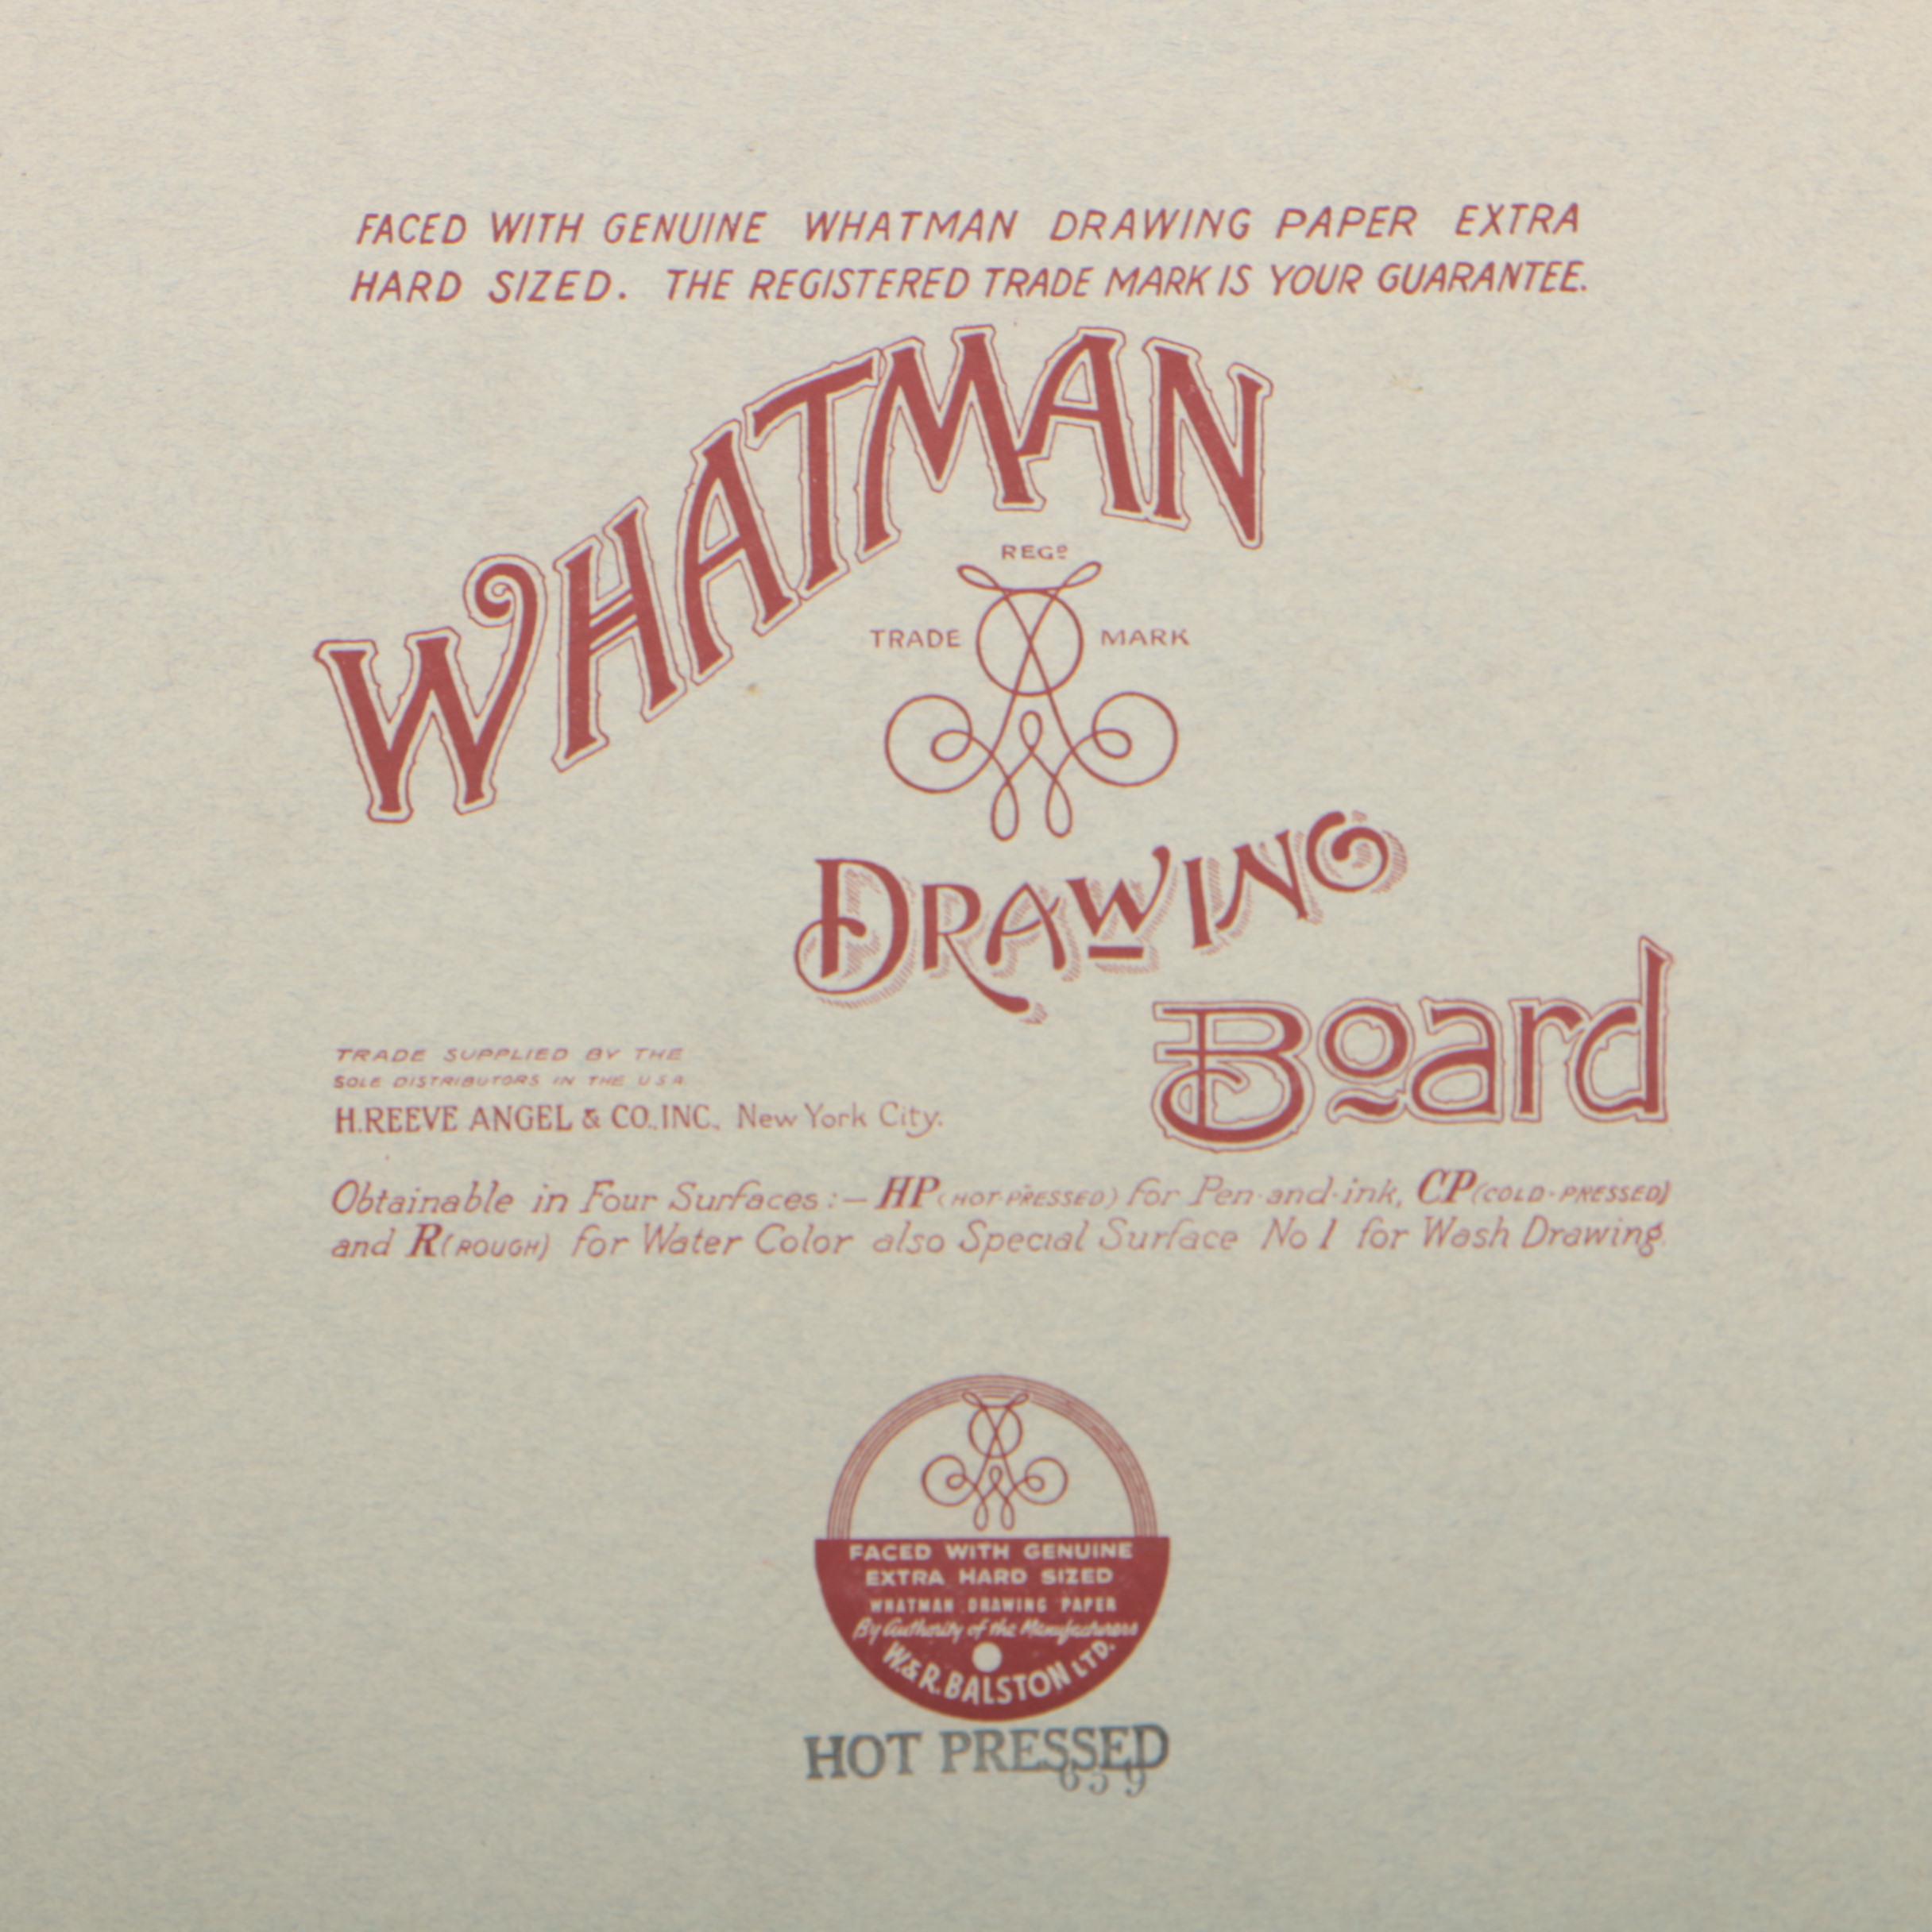 FACED WITH GENUINE WHATMAN DRAWING PAPER EXTRA
HARD SIZED. THE REGISTERED TRADE MARK IS YOUR GUARANTEE.
WHATMAN
REGD
TRADE MARK
DRAWING
Board
TRADE SUPPLIED BY THE
SOLE DISTRIBUTORS IN THE U.S.A.
H.REEVE ANGEL & CO.,INC., New York City.
Obtainable in Four Surfaces :— HP (HOT-PRESSED) for Pen-and-ink, CP (COLD-PRESSED)
and R (ROUGH) for Water Color also Special Surface No 1 for Wash Drawing.
FACED WITH GENUINE
EXTRA HARD SIZED
WHATMAN DRAWING PAPER
By Authority of the Manufacturers
W.& R. BALSTON LTD.
HOT PRESSED
659